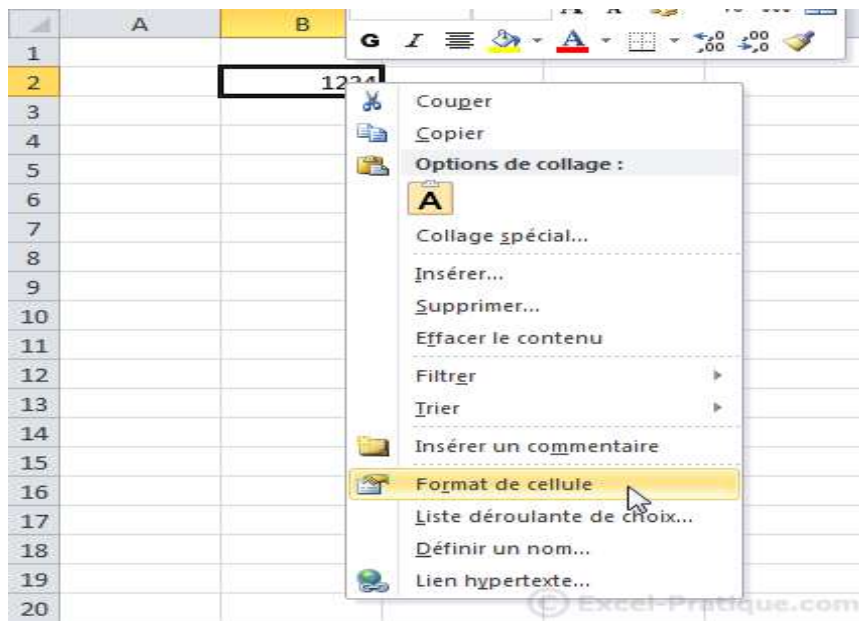 A B
G I A ,00 ,00
1
2 1234
Couper
3
4 Copier
5 Options de collage :
6 A
7 Collage spécial...
8
9 Insérer...
10 Supprimer...
11 Effacer le contenu
12 Filtrer
13 Trier
14 Insérer un commentaire
15
16 Format de cellule
17 Liste déroulante de choix...
18 Définir un nom...
19 Lien hypertexte...
20 © Excel-Pratique.com